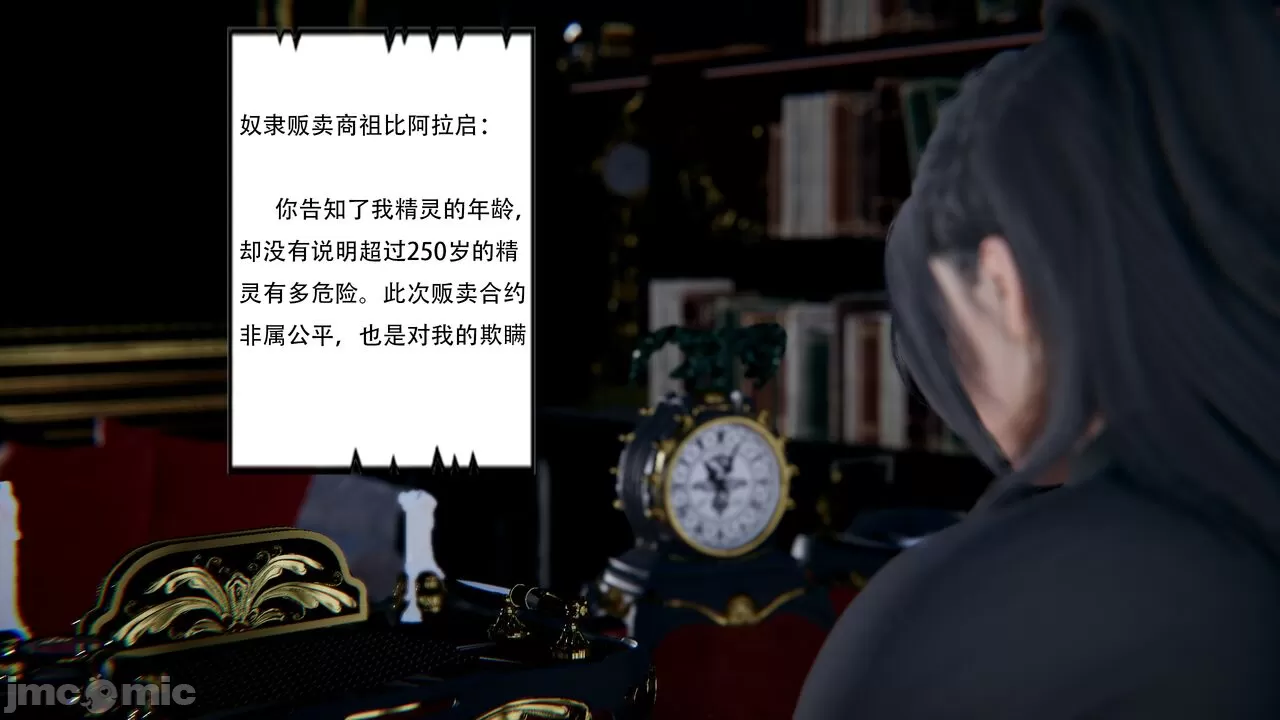 奴隶贩卖商祖比阿拉启：
你告知了我精灵的年龄，
却没有说明超过250岁的精
灵有多危险。此次贩卖合约
非属公平，也是对我的欺瞒
jmcomic